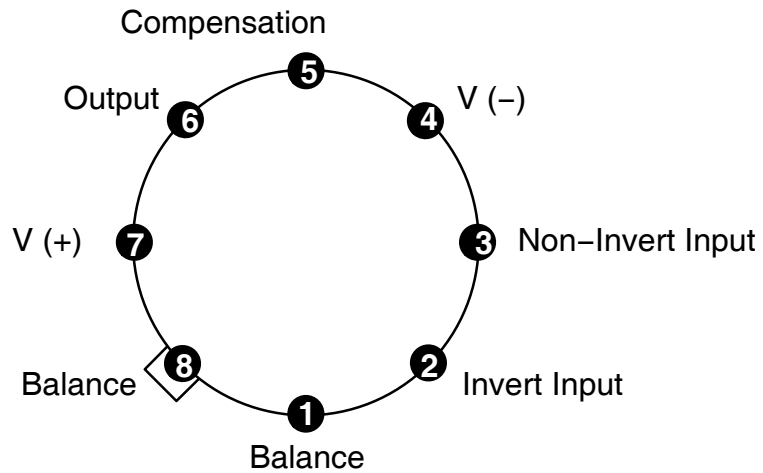 Compensation
5
Output
6
4
V (−)
V (+)
7
3
Non−Invert Input
Balance
8
2
Invert Input
1
Balance